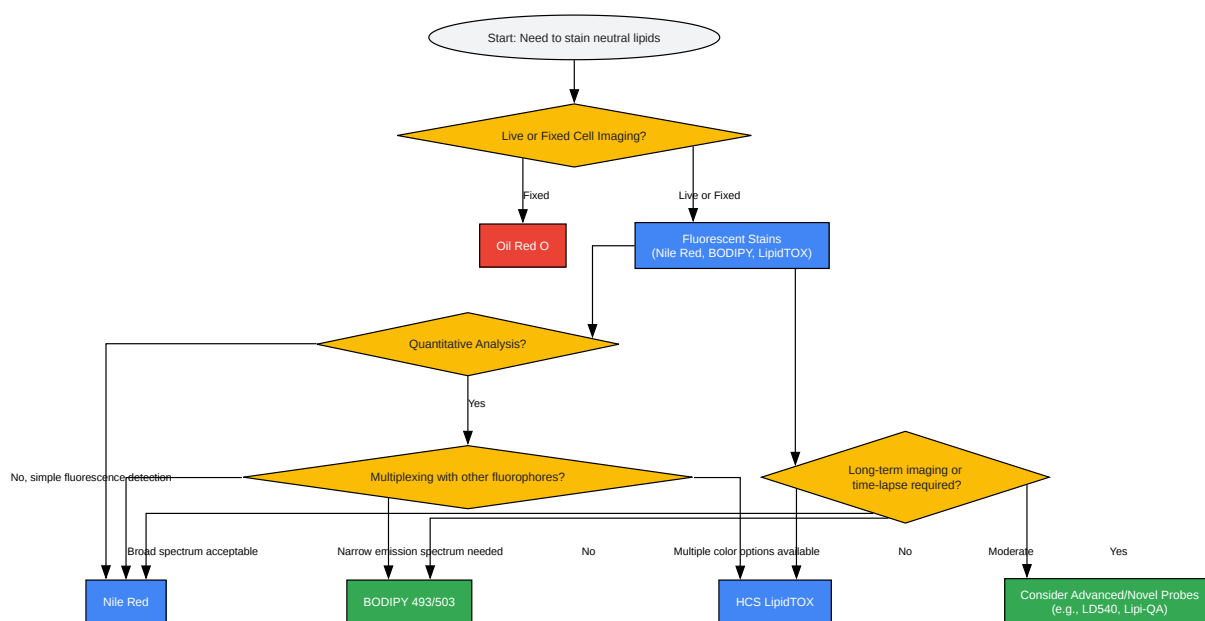 Start: Need to stain neutral lipids
Live or Fixed Cell Imaging?
Fixed
Live or Fixed
Oil Red O
Fluorescent Stains
(Nile Red, BODIPY, LipidTOX)
Quantitative Analysis?
Yes
No, simple fluorescence detection
Multiplexing with other fluorophores?
Long-term imaging or
time-lapse required?
Broad spectrum acceptable
Narrow emission spectrum needed
No
Multiple color options available
No
Moderate
Yes
Nile Red
BODIPY 493/503
HCS LipidTOX
Consider Advanced/Novel Probes
(e.g., LD540, Lipi-QA)